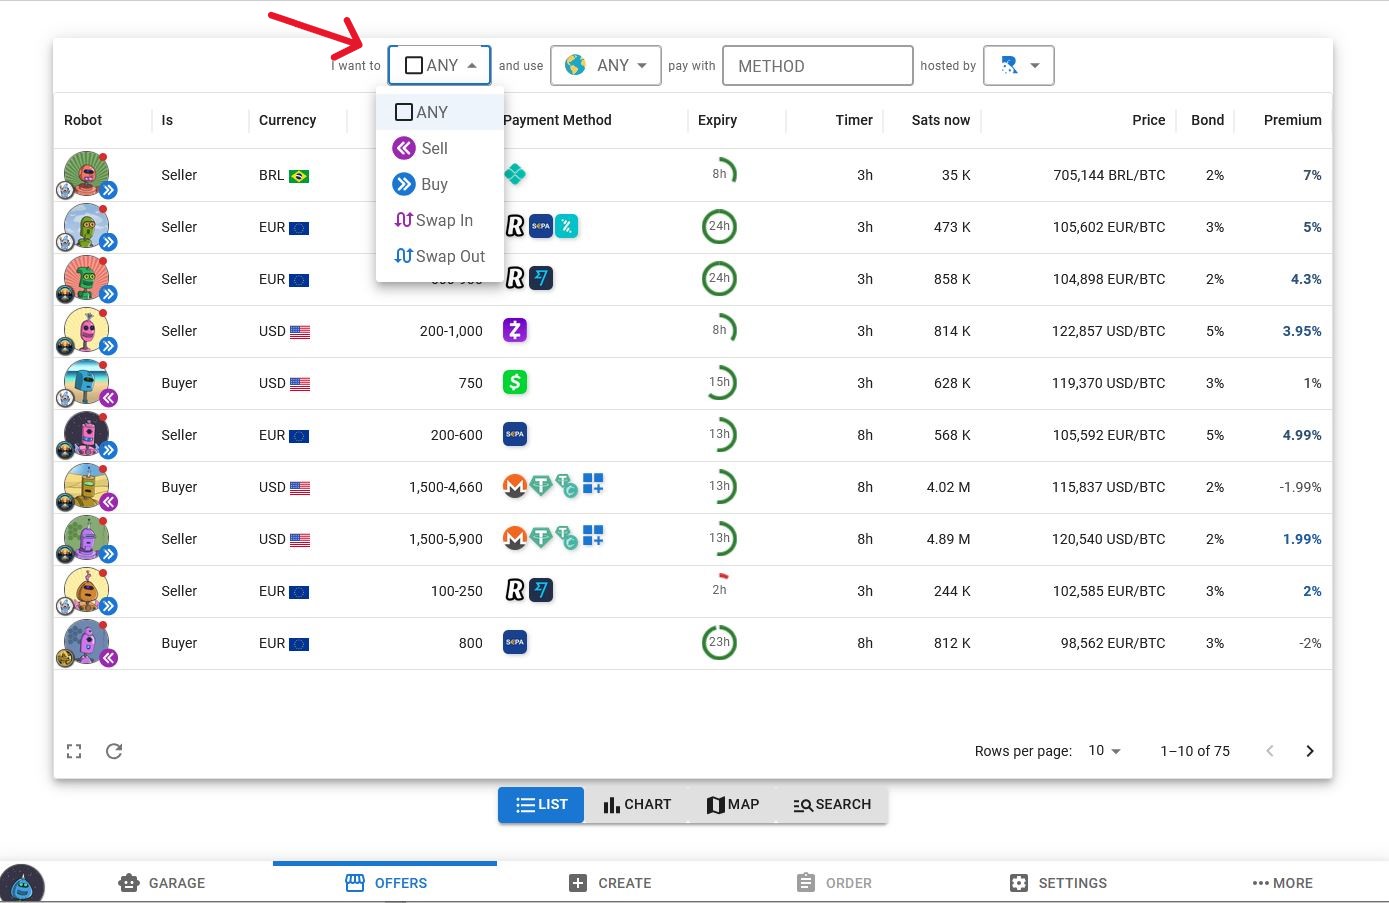 I want to ANY and use ANY pay with METHOD hosted by
ANY
Sell
Buy
Swap In
Swap Out
Robot Is Currency Payment Method Expiry Timer Sats now Price Bond Premium
Seller BRL 8h 3h 35 K 705,144 BRL/BTC 2% 7%
Seller EUR R SEPA 24h 3h 473 K 105,602 EUR/BTC 3% 5%
Seller EUR R 24h 3h 858 K 104,898 EUR/BTC 2% 4.3%
Seller USD 200-1,000 8h 3h 814 K 122,857 USD/BTC 5% 3.95%
Buyer USD 750 $ 15h 3h 628 K 119,370 USD/BTC 3% 1%
Seller EUR 200-600 SEPA 13h 8h 568 K 105,592 EUR/BTC 5% 4.99%
Buyer USD 1,500-4,660 13h 8h 4.02 M 115,837 USD/BTC 2% -1.99%
Seller USD 1,500-5,900 13h 8h 4.89 M 120,540 USD/BTC 2% 1.99%
Seller EUR 100-250 R 2h 3h 244 K 102,585 EUR/BTC 3% 2%
Buyer EUR 800 SEPA 23h 8h 812 K 98,562 EUR/BTC 3% -2%
Rows per page: 10 1–10 of 75
LIST CHART MAP SEARCH
GARAGE OFFERS CREATE ORDER SETTINGS MORE